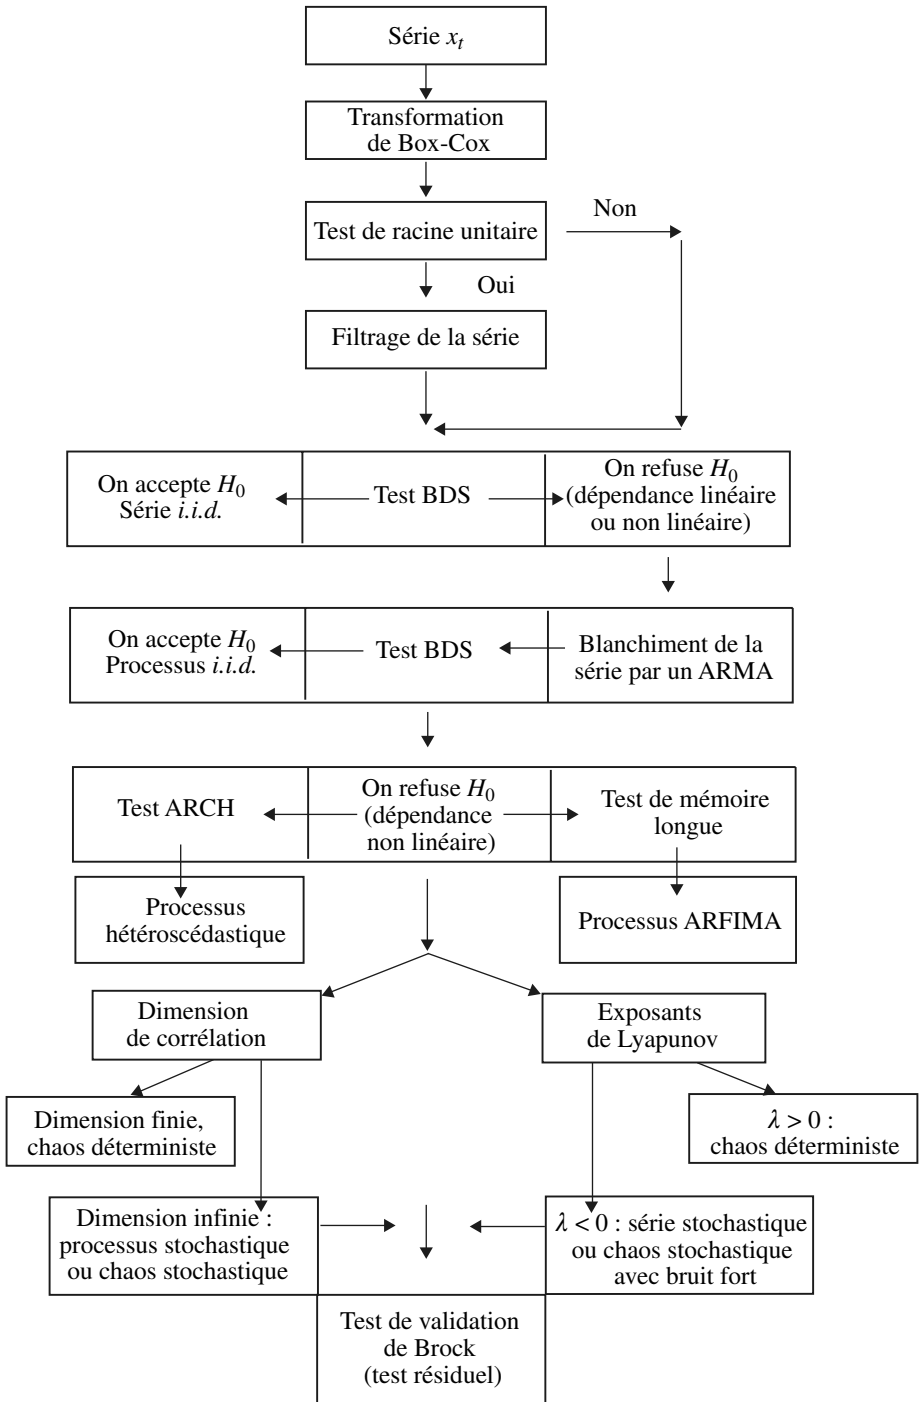 Série x_t
Transformation
de Box-Cox
Test de racine unitaire
Non
Oui
Filtrage de la série
On accepte H_0
Série i.i.d.
Test BDS
On refuse H_0
(dépendance linéaire
ou non linéaire)
On accepte H_0
Processus i.i.d.
Test BDS
Blanchiment de la
série par un ARMA
Test ARCH
On refuse H_0
(dépendance
non linéaire)
Test de mémoire
longue
Processus
hétéroscédastique
Processus ARFIMA
Dimension
de corrélation
Exposants
de Lyapunov
Dimension finie,
chaos déterministe
λ > 0 :
chaos déterministe
Dimension infinie :
processus stochastique
ou chaos stochastique
λ < 0 : série stochastique
ou chaos stochastique
avec bruit fort
Test de validation
de Brock
(test résiduel)